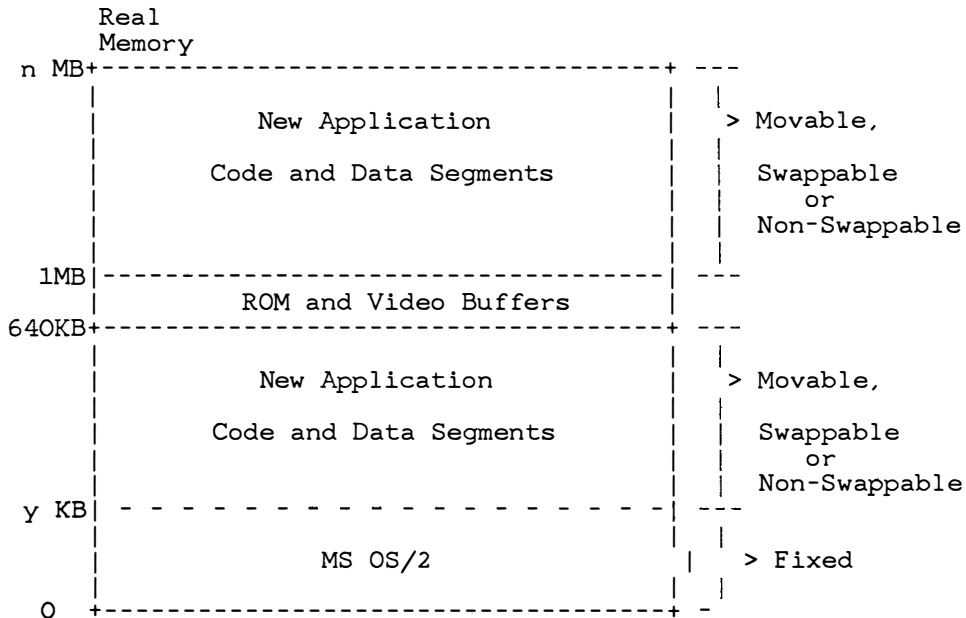 Real
Memory
n MB
New Application > Movable,
Code and Data Segments Swappable
or
Non-Swappable
1MB
ROM and Video Buffers
640KB
New Application > Movable,
Code and Data Segments Swappable
or
Non-Swappable
y KB
MS OS/2 > Fixed
0